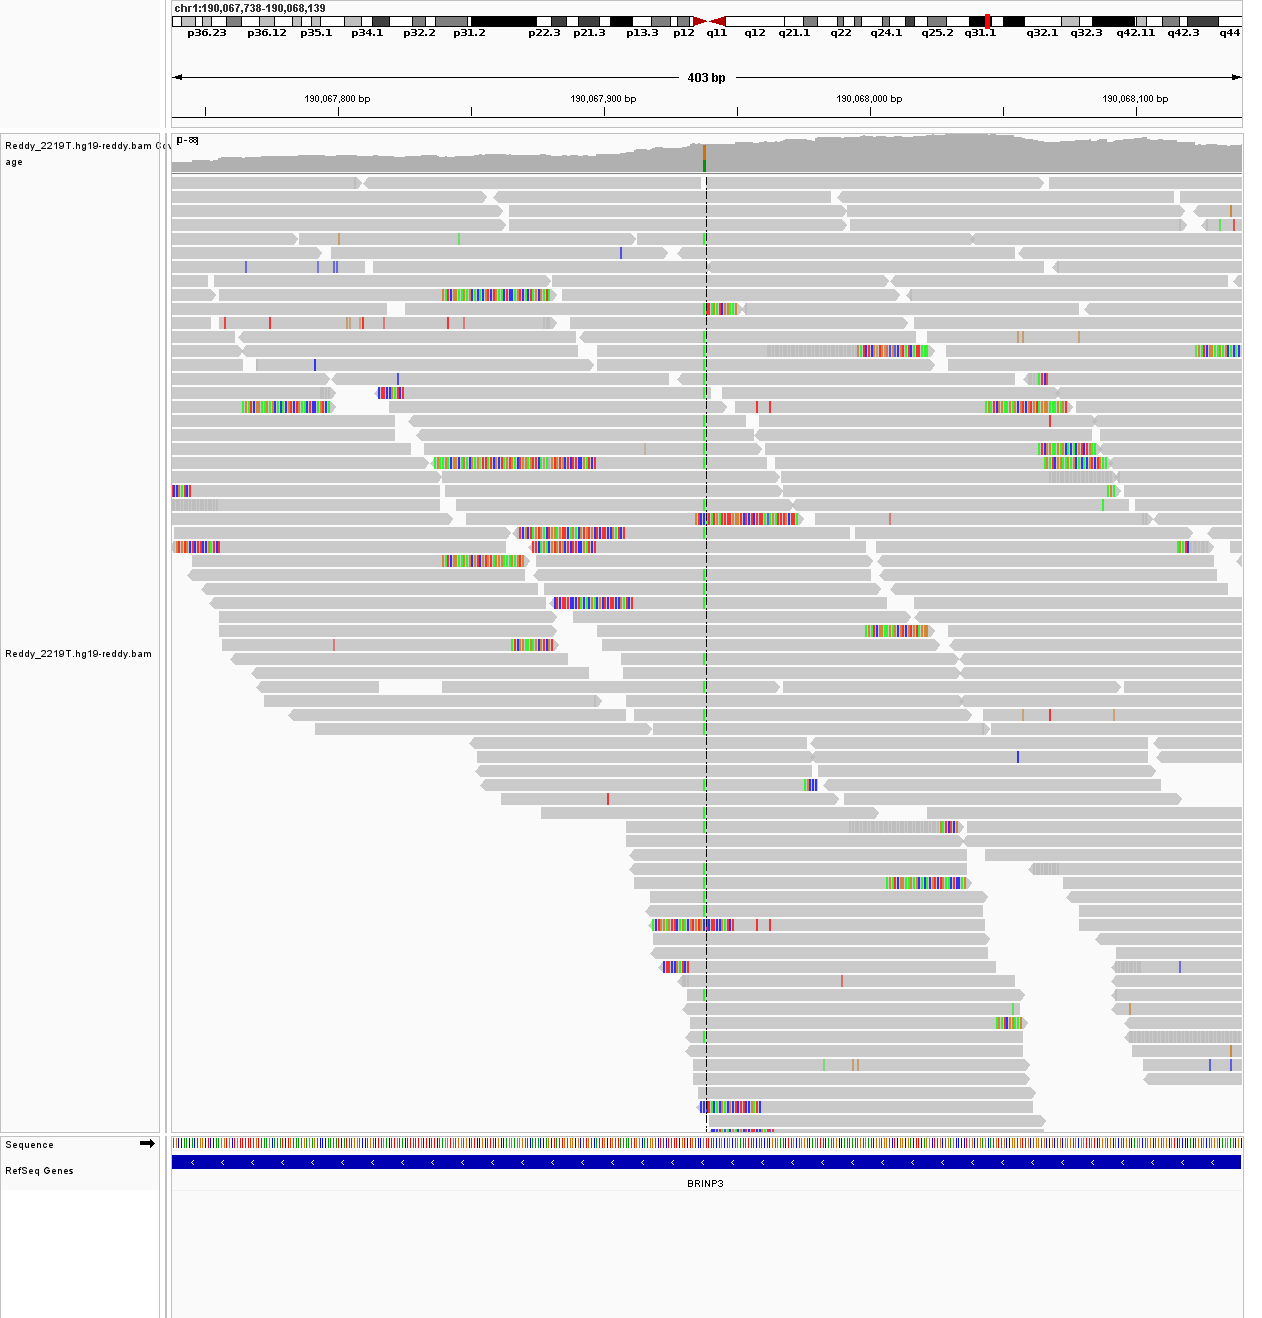 chr1:190,067,738-190,068,139
p36.23 p36.12 p35.1 p34.1 p32.2 p31.2 p22.3 p21.3 p13.3 p12 q11 q12 q21.1 q22 q24.1 q25.2 q31.1 q32.1 q32.3 q42.11 q42.3 q44
403 bp
190,067,800 bp 190,067,900 bp 190,068,000 bp 190,068,100 bp
[0-88]
Reddy_2219T.hg19-reddy.bam Cov
age
Reddy_2219T.hg19-reddy.bam
Sequence
RefSeq Genes
BRINP3